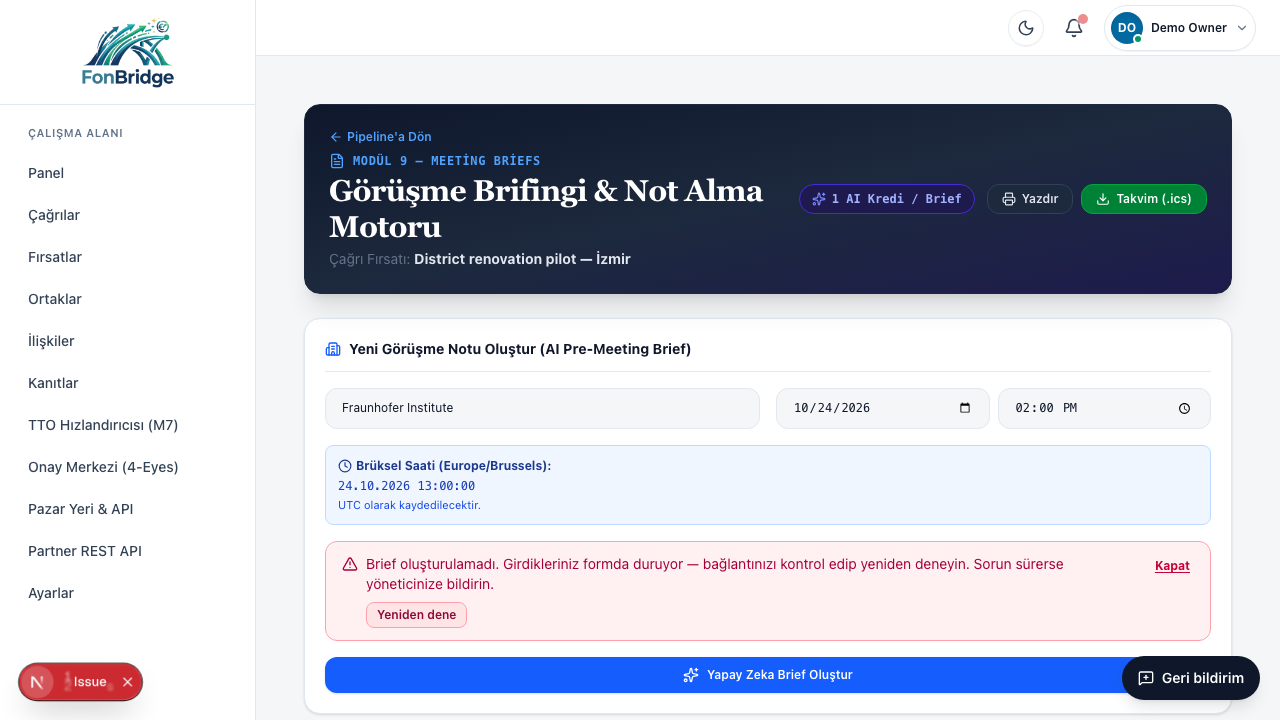 FonBridge
DO
Demo Owner
ÇALIŞMA ALANI
Panel
Çağrılar
Fırsatlar
Ortaklar
İlişkiler
Kanıtlar
TTO Hızlandırıcısı (M7)
Onay Merkezi (4-Eyes)
Pazar Yeri & API
Partner REST API
Ayarlar
N
Issue
Pipeline'a Dön
MODÜL 9 — MEETİNG BRİEFS
Görüşme Brifingi & Not Alma
Motoru
Çağrı Fırsatı: District renovation pilot — İzmir
1 AI Kredi / Brief
Yazdır
Takvim (.ics)
Yeni Görüşme Notu Oluştur (AI Pre-Meeting Brief)
Fraunhofer Institute
10/24/2026
02:00 PM
Brüksel Saati (Europe/Brussels):
24.10.2026 13:00:00
UTC olarak kaydedilecektir.
Brief oluşturulamadı. Girdikleriniz formda duruyor — bağlantınızı kontrol edip yeniden deneyin. Sorun sürerse
yöneticinize bildirin.
Kapat
Yeniden dene
Yapay Zeka Brief Oluştur
Geri bildirim